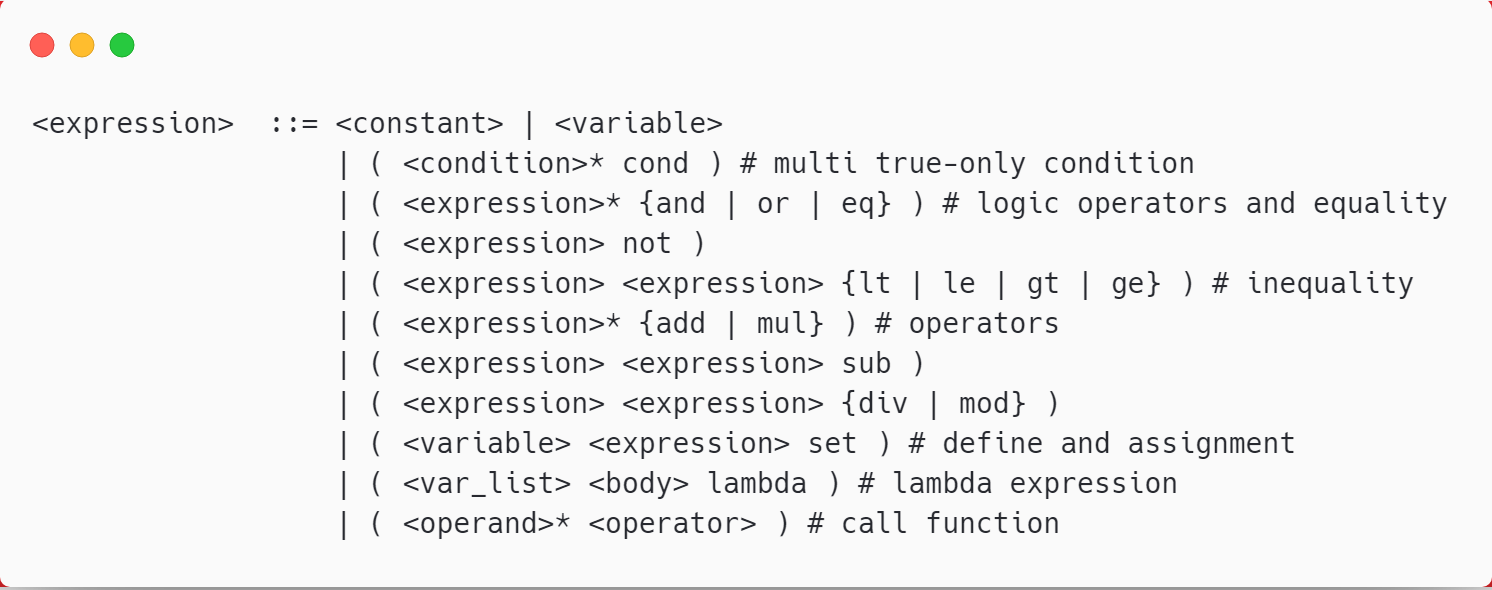 <expression>  ::= <constant> | <variable>
                  | ( <condition>* cond ) # multi true-only condition
                  | ( <expression>* {and | or | eq} ) # logic operators and equality
                  | ( <expression> not )
                  | ( <expression> <expression> {lt | le | gt | ge} ) # inequality
                  | ( <expression>* {add | mul} ) # operators
                  | ( <expression> <expression> sub )
                  | ( <expression> <expression> {div | mod} )
                  | ( <variable> <expression> set ) # define and assignment
                  | ( <var_list> <body> lambda ) # lambda expression
                  | ( <operand>* <operator> ) # call function